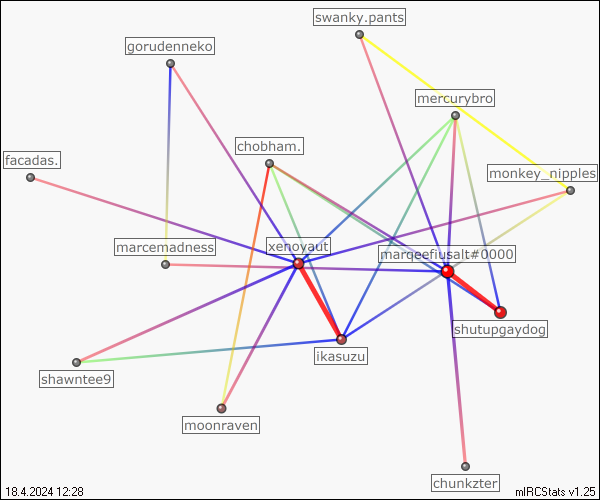 swanky.pants
gorudenneko
mercurybro
chobham.
facadas.
monkey_nipples
marcemadness
xenoyaut
marqeefiusalt#0000
shutupgaydog
ikasuzu
shawntee9
moonraven
chunkzter
18.4.2024 12:28
mIRCStats v1.25